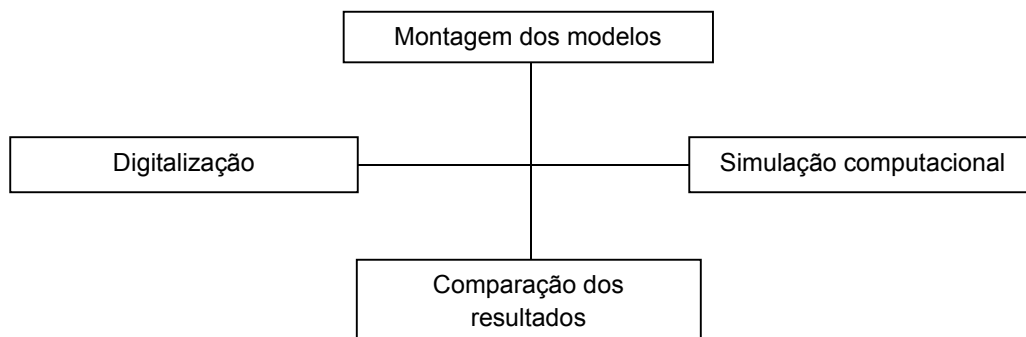 Montagem dos modelos
Digitalização
Simulação computacional
Comparação dos
resultados